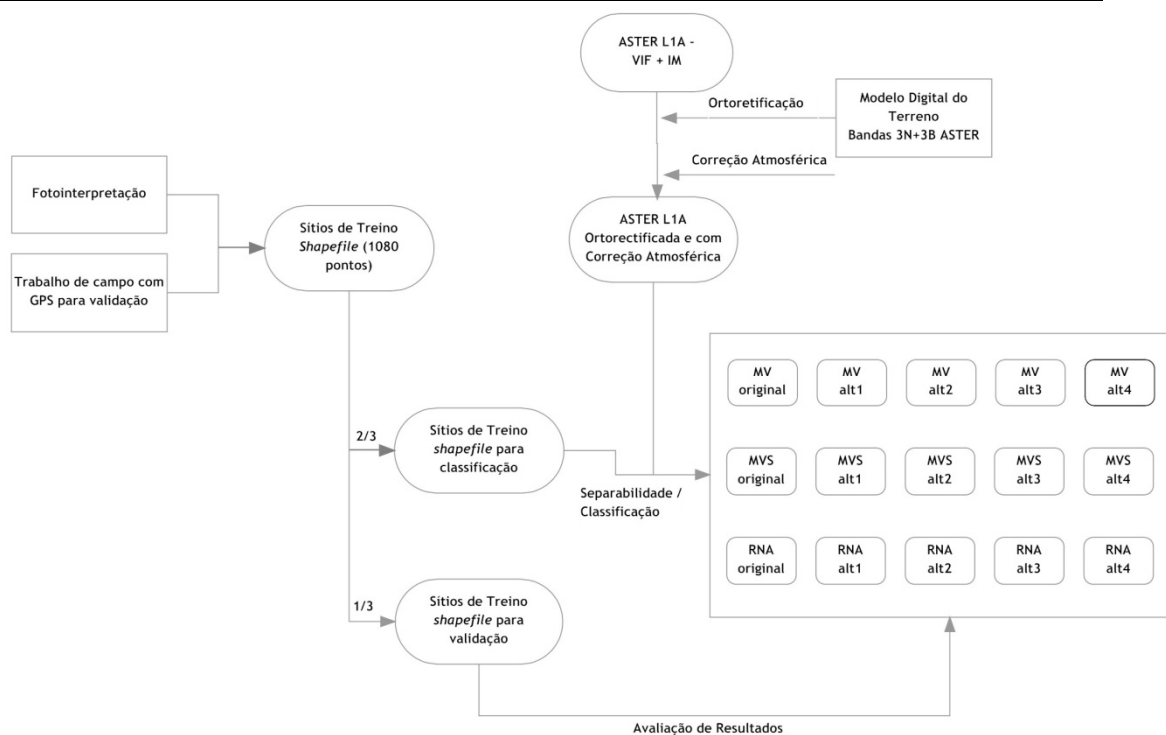 ASTER L1A -
VIF + IM
Ortoretificação
Modelo Digital do
Terreno
Bandas 3N+3B ASTER
Correção Atmosférica
Fotointerpretação
Trabalho de campo com
GPS para validação
Sítios de Treino
Shapefile (1080
pontos)
ASTER L1A
Ortorectificada e com
Correção Atmosférica
2/3
Sítios de Treino
shapefile para
classificação
Separabilidade /
Classificação
1/3
Sítios de Treino
shapefile para
validação
MV
original
MV
alt1
MV
alt2
MV
alt3
MV
alt4
MVS
original
MVS
alt1
MVS
alt2
MVS
alt3
MVS
alt4
RNA
original
RNA
alt1
RNA
alt2
RNA
alt3
RNA
alt4
Avaliação de Resultados